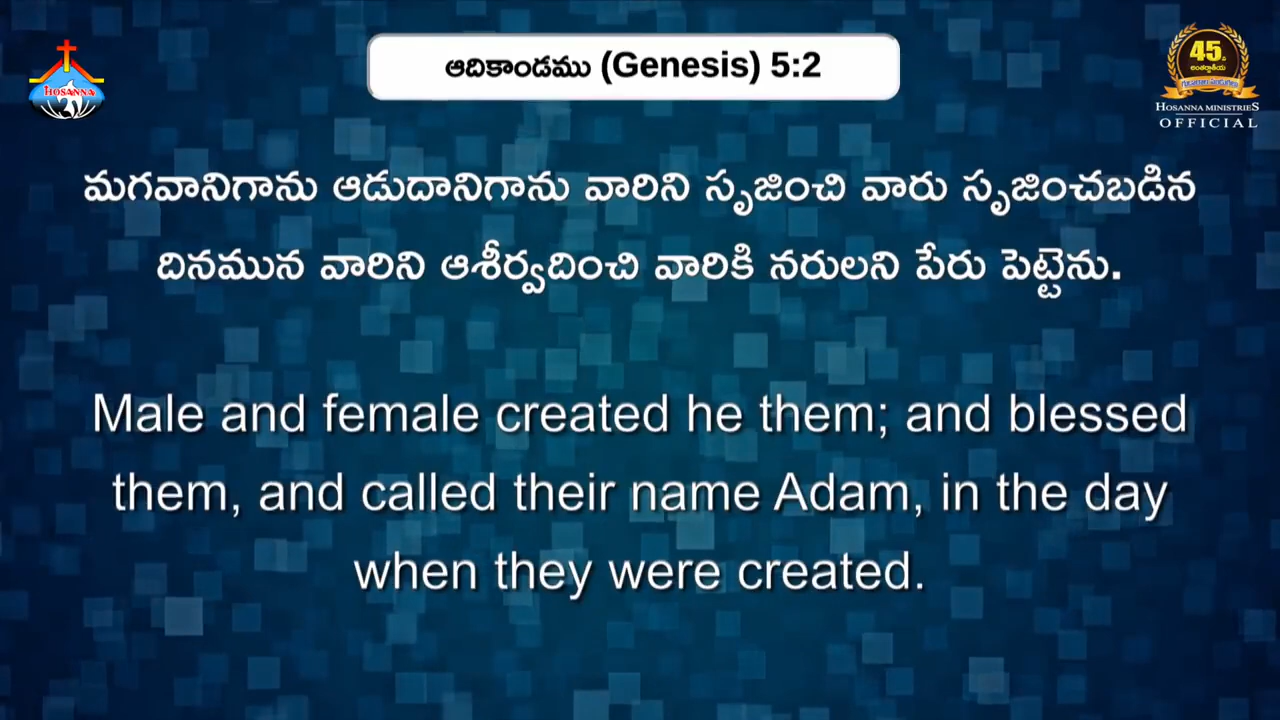 ఆదికాండము (Genesis) 5:2
HOSANNA
45వ
అంతర్జాతీయ
HOSANNA MINISTRIES
OFFICIAL
మగవానిగాను ఆడుదానిగాను వారిని సృజించి వారు సృజించబడిన
దినమున వారిని ఆశీర్వదించి వారికి నరులని పేరు పెట్టెను.
Male and female created he them; and blessed
them, and called their name Adam, in the day
when they were created.